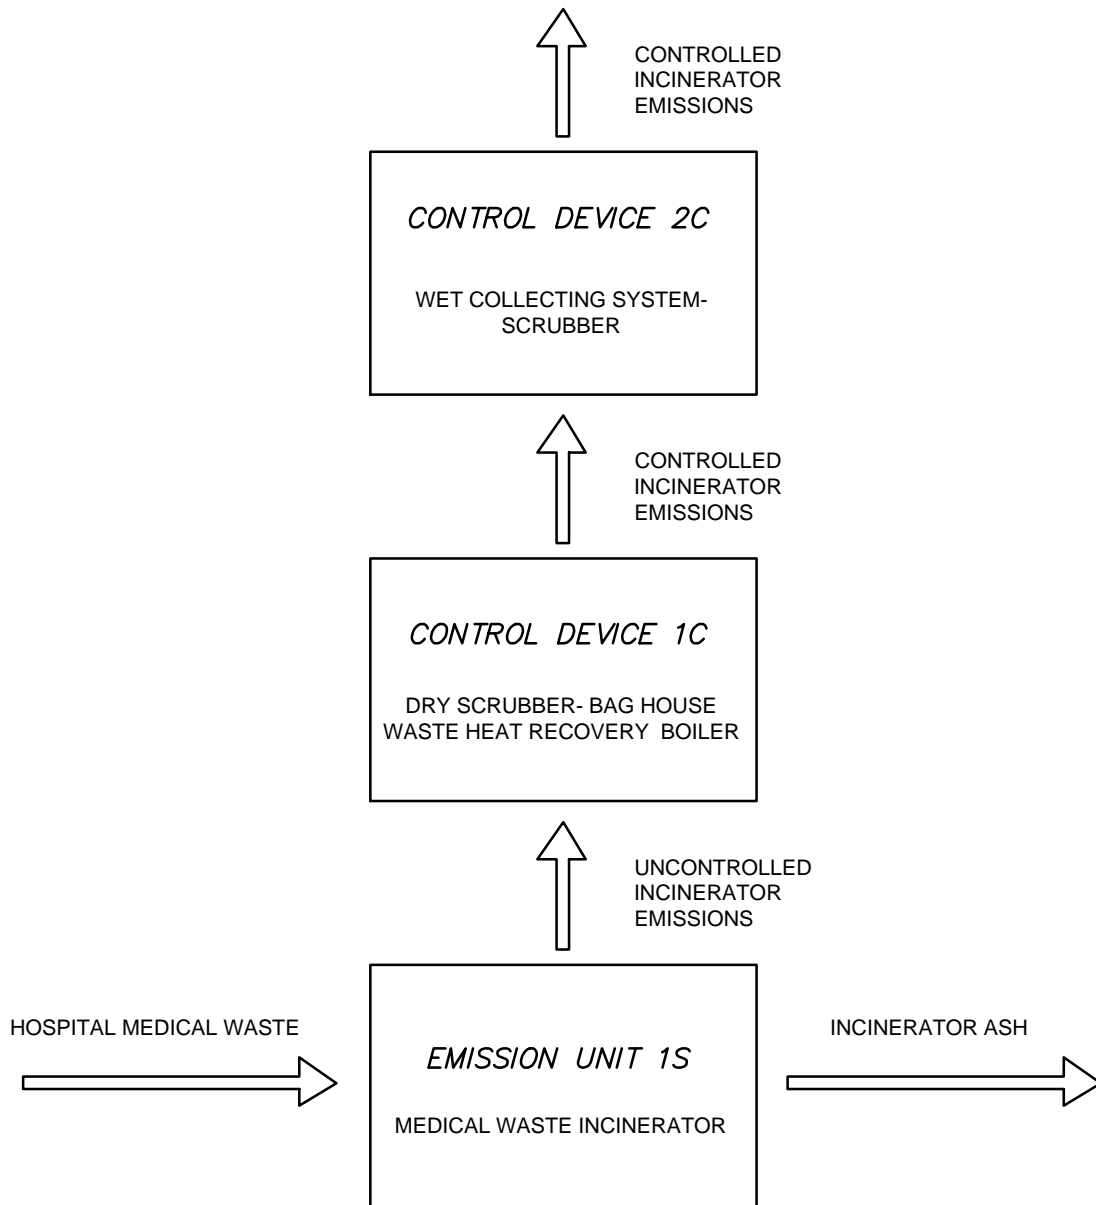 CONTROLLED
INCINERATOR
EMISSIONS
CONTROL DEVICE 2C
WET COLLECTING SYSTEM-
SCRUBBER
CONTROLLED
INCINERATOR
EMISSIONS
CONTROL DEVICE 1C
DRY SCRUBBER- BAG HOUSE
WASTE HEAT RECOVERY BOILER
UNCONTROLLED
INCINERATOR
EMISSIONS
HOSPITAL MEDICAL WASTE
INCINERATOR ASH
EMISSION UNIT 1S
MEDICAL WASTE INCINERATOR